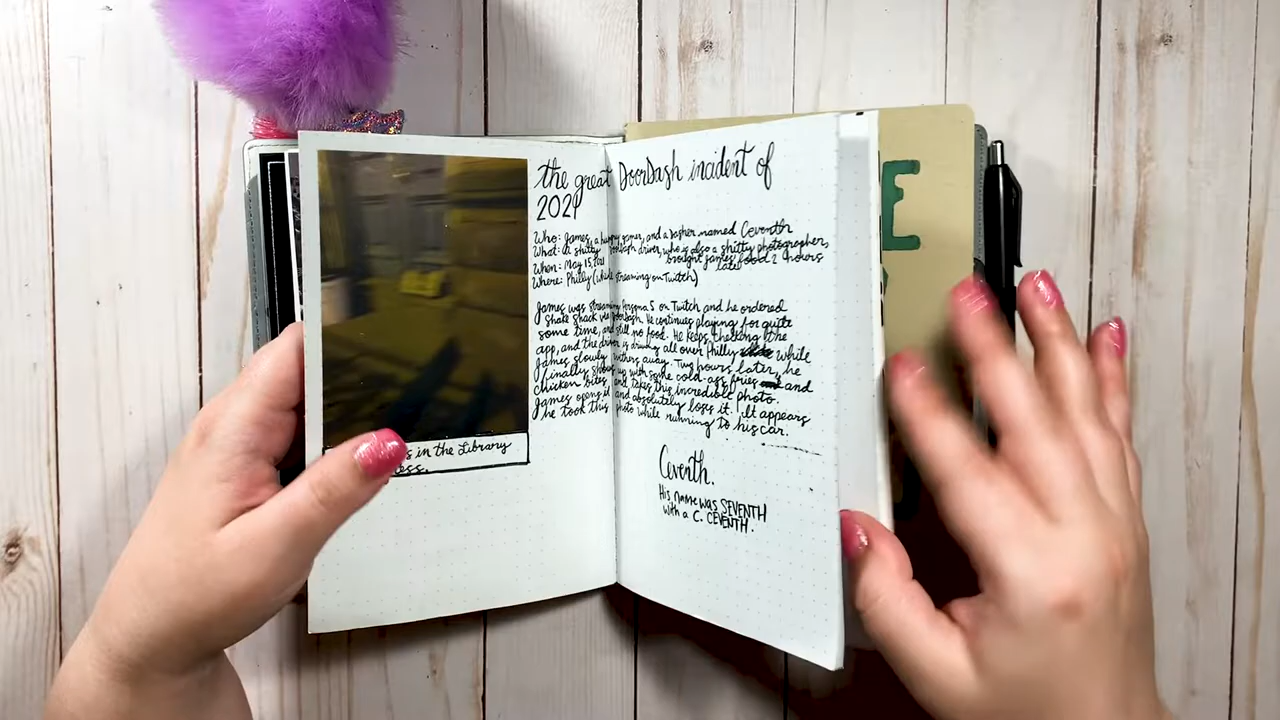 the great DoorDash incident of
2021
Who: James, a hungry gamer, and a Dasher named Ceventh
What: A shitty Doordash driver, who is also a shitty photographer,
brought James' food 2 hours
late
When: May 15,
Where: Philly (while streaming on Twitch)
James was streaming Persona 5 on Twitch and he ordered
Shake Shack via Doordash. He continues playing for quite
some time, and still no food. He keeps checking the
app, and the driver is driving all over Philly while
James slowly withers away. Two hours later, he
finally shows up with some cold-ass fries and
chicken bites, and takes this incredible photo.
James opens it and absolutely loses it. It appears
he took this photo while running to his car.
s in the Library
ess.
Ceventh.
His name was SEVENTH
with a C. CEVENTH.
E